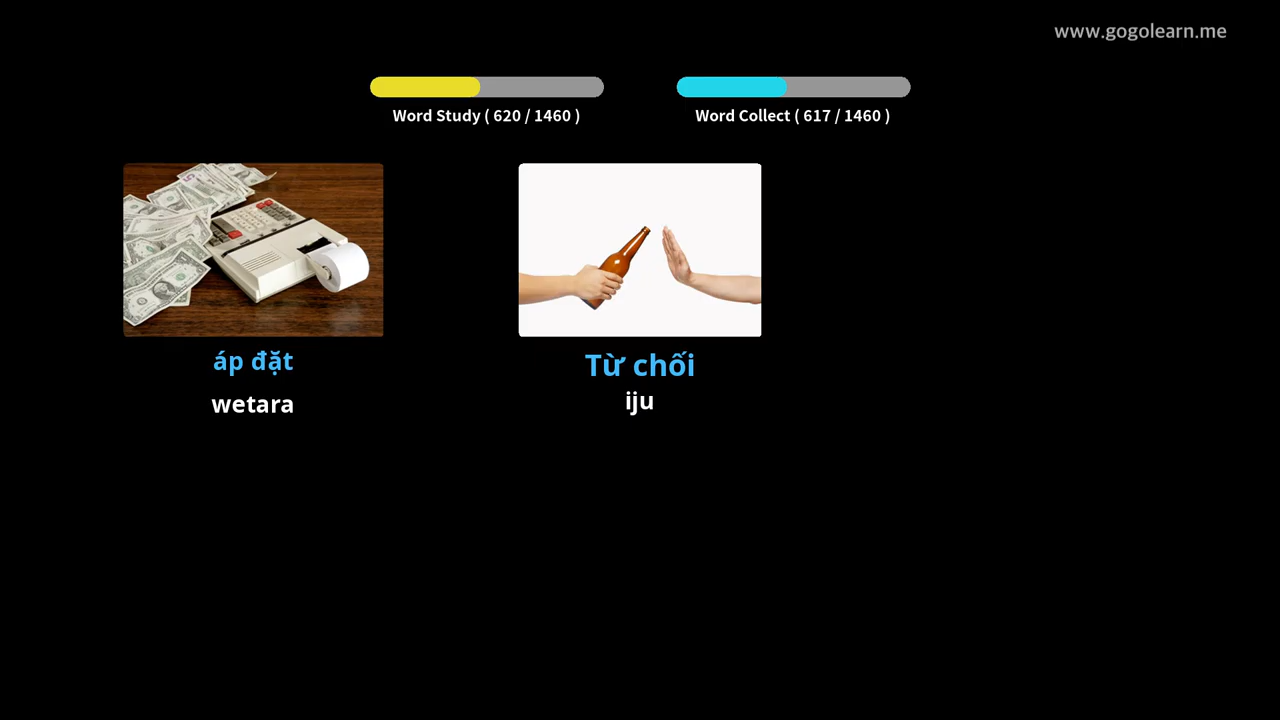 www.gogolearn.me
Word Study ( 620 / 1460 )
Word Collect ( 617 / 1460 )
áp đặt
wetara
Từ chối
iju